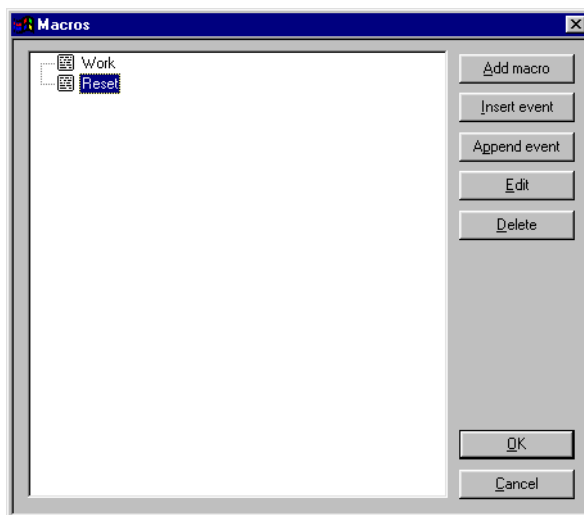 Macros
Work
Reset
Add macro
Insert event
Append event
Edit
Delete
OK
Cancel